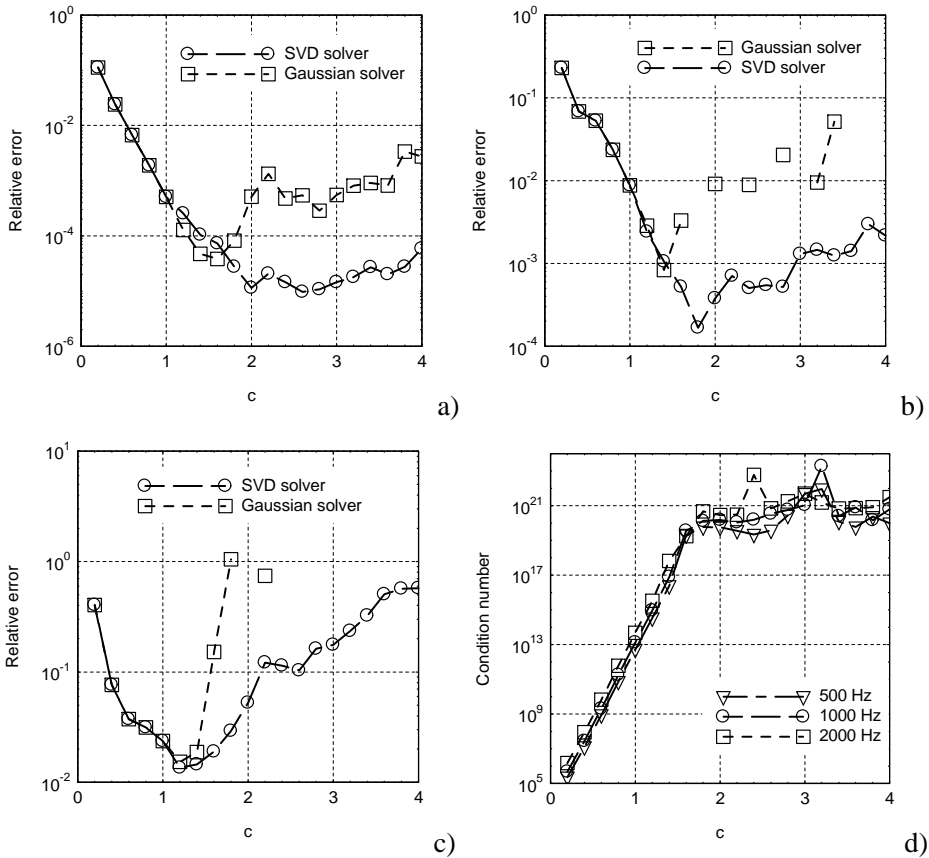 10^0
10^-2
10^-4
10^-6
Relative error
SVD solver
Gaussian solver
0 1 2 3 4
c
a)
10^0
10^-1
10^-2
10^-3
10^-4
Relative error
Gaussian solver
SVD solver
0 1 2 3 4
c
b)
10^1
10^0
10^-1
10^-2
Relative error
SVD solver
Gaussian solver
0 1 2 3 4
c
c)
10^21
10^17
10^13
10^9
10^5
Condition number
500 Hz
1000 Hz
2000 Hz
0 1 2 3 4
c
d)